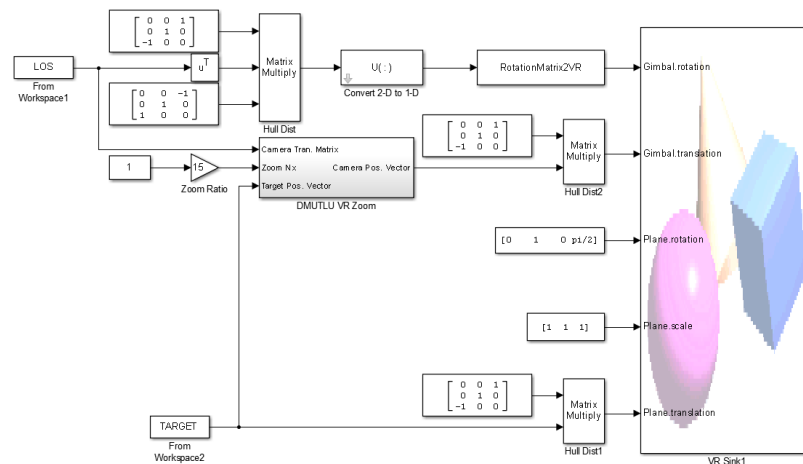 0 0 1
0 1 0
-1 0 0
LOS
From
Workspace1
u^T
0 0 -1
0 1 0
1 0 0
Matrix
Multiply
Hull Dist
U( : )
Convert 2-D to 1-D
RotationMatrix2VR
Gimbal.rotation
Camera Tran. Matrix
Zoom Nx
Target Pos. Vector
Camera Pos. Vector
DMUTLU VR Zoom
1
15
Zoom Ratio
0 0 1
0 1 0
-1 0 0
Matrix
Multiply
Hull Dist2
Gimbal.translation
[0 1 0 pi/2]
Plane.rotation
[1 1 1]
Plane.scale
0 0 1
0 1 0
-1 0 0
Matrix
Multiply
Hull Dist1
Plane.translation
TARGET
From
Workspace2
VR Sink1